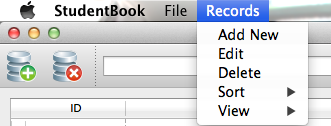 StudentBook File Records
Add New
Edit
Delete
Sort
View
ID